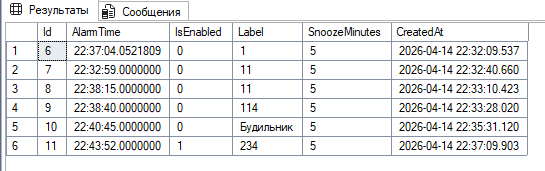 Результаты Сообщения
Id AlarmTime IsEnabled Label SnoozeMinutes CreatedAt
1 6 22:37:04.0521809 0 1 5 2026-04-14 22:32:09.537
2 7 22:32:59.0000000 0 11 5 2026-04-14 22:32:40.660
3 8 22:38:15.0000000 0 11 5 2026-04-14 22:33:10.423
4 9 22:38:40.0000000 0 114 5 2026-04-14 22:33:28.020
5 10 22:40:45.0000000 0 Будильник 5 2026-04-14 22:35:31.120
6 11 22:43:52.0000000 1 234 5 2026-04-14 22:37:09.903